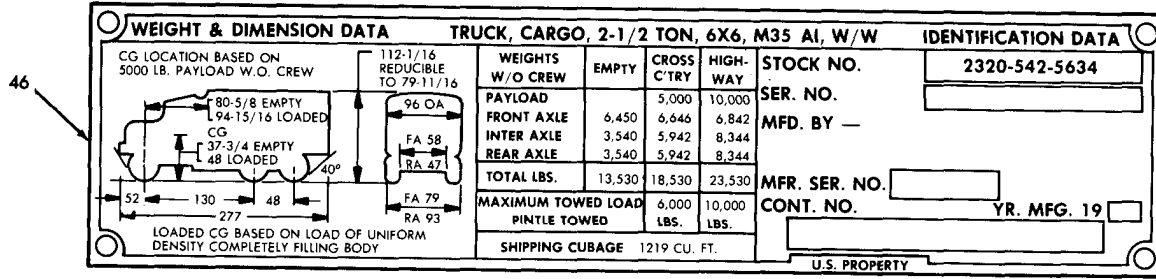 46
WEIGHT & DIMENSION DATA TRUCK, CARGO, 2-1/2 TON, 6X6, M35 AI, W/W IDENTIFICATION DATA
CG LOCATION BASED ON
5000 LB. PAYLOAD W.O. CREW
112-1/16
REDUCIBLE
TO 79-11/16
80-5/8 EMPTY
94-15/16 LOADED
CG
37-3/4 EMPTY
48 LOADED
40°
96 OA
FA 58
RA 47
FA 79
RA 93
52 130 48
277
LOADED CG BASED ON LOAD OF UNIFORM
DENSITY COMPLETELY FILLING BODY
WEIGHTS W/O CREW EMPTY CROSS C'TRY HIGH-WAY
PAYLOAD 5,000 10,000
FRONT AXLE 6,450 6,646 6,842
INTER AXLE 3,540 5,942 8,344
REAR AXLE 3,540 5,942 8,344
TOTAL LBS. 13,530 18,530 23,530
MAXIMUM TOWED LOAD 6,000 10,000
PINTLE TOWED LBS. LBS.
SHIPPING CUBAGE 1219 CU. FT.
STOCK NO. 2320-542-5634
SER. NO.
MFD. BY —
MFR. SER. NO.
CONT. NO. YR. MFG. 19
U.S. PROPERTY